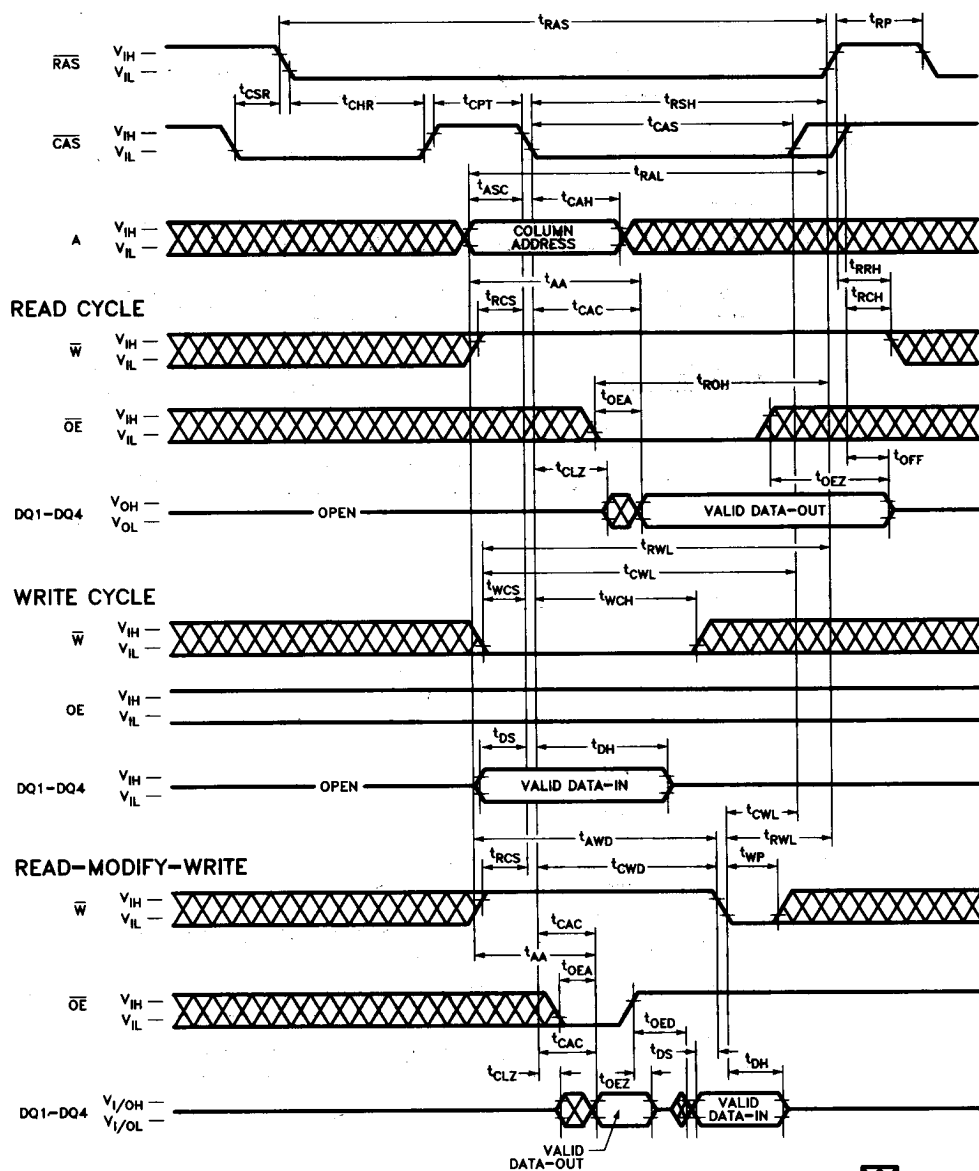 tRAS
tRP
RAS
VIH
VIL
tCSR
tCHR
tCPT
tRSH
tCAS
CAS
VIH
VIL
tRAL
tASC
tCAH
A
VIH
VIL
COLUMN
ADDRESS
tAA
tRRH
tRCS
tCAC
tRCH
READ CYCLE
W
VIH
VIL
tROH
tOEA
OE
VIH
VIL
tCLZ
tOFF
tOEZ
DQ1-DQ4
VOH
VOL
OPEN
VALID DATA-OUT
tRWL
tCWL
tWCS
tWCH
WRITE CYCLE
W
VIH
VIL
OE
VIH
VIL
tDS
tDH
DQ1-DQ4
VIH
VIL
OPEN
VALID DATA-IN
tCWL
tAWD
tRWL
tRCS
tCWD
tWP
READ-MODIFY-WRITE
W
VIH
VIL
tCAC
tAA
tOEA
OE
VIH
VIL
tOED
tCAC
tDS
tCLZ
tOEZ
tDH
DQ1-DQ4
VI/OH
VI/OL
VALID
DATA-IN
VALID
DATA-OUT